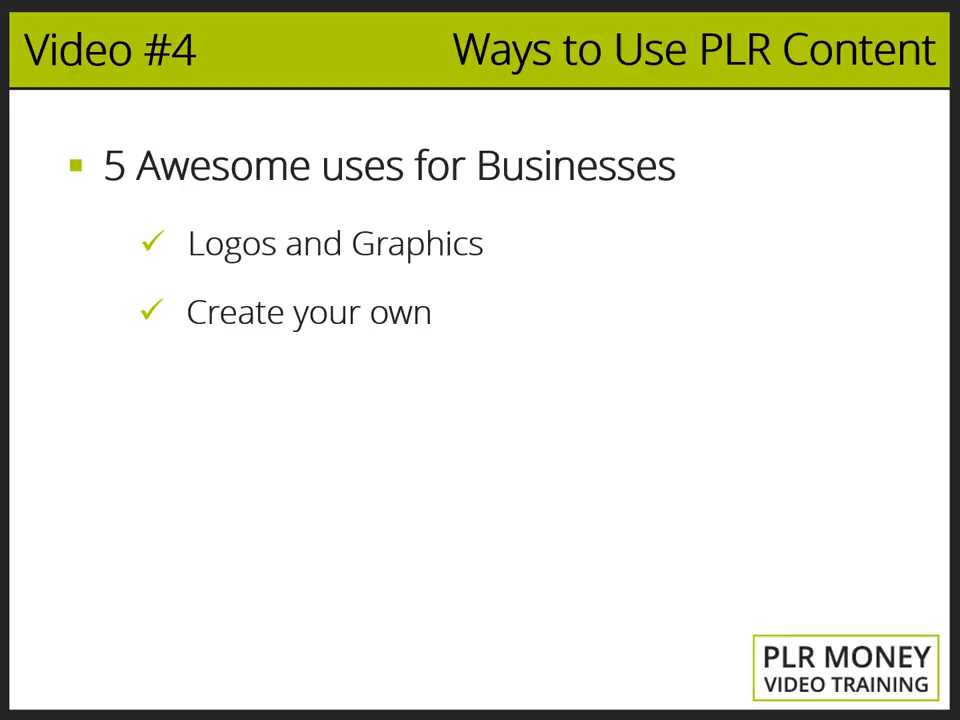 Video #4
Ways to Use PLR Content
5 Awesome uses for Businesses
Logos and Graphics
Create your own
PLR MONEY
VIDEO TRAINING